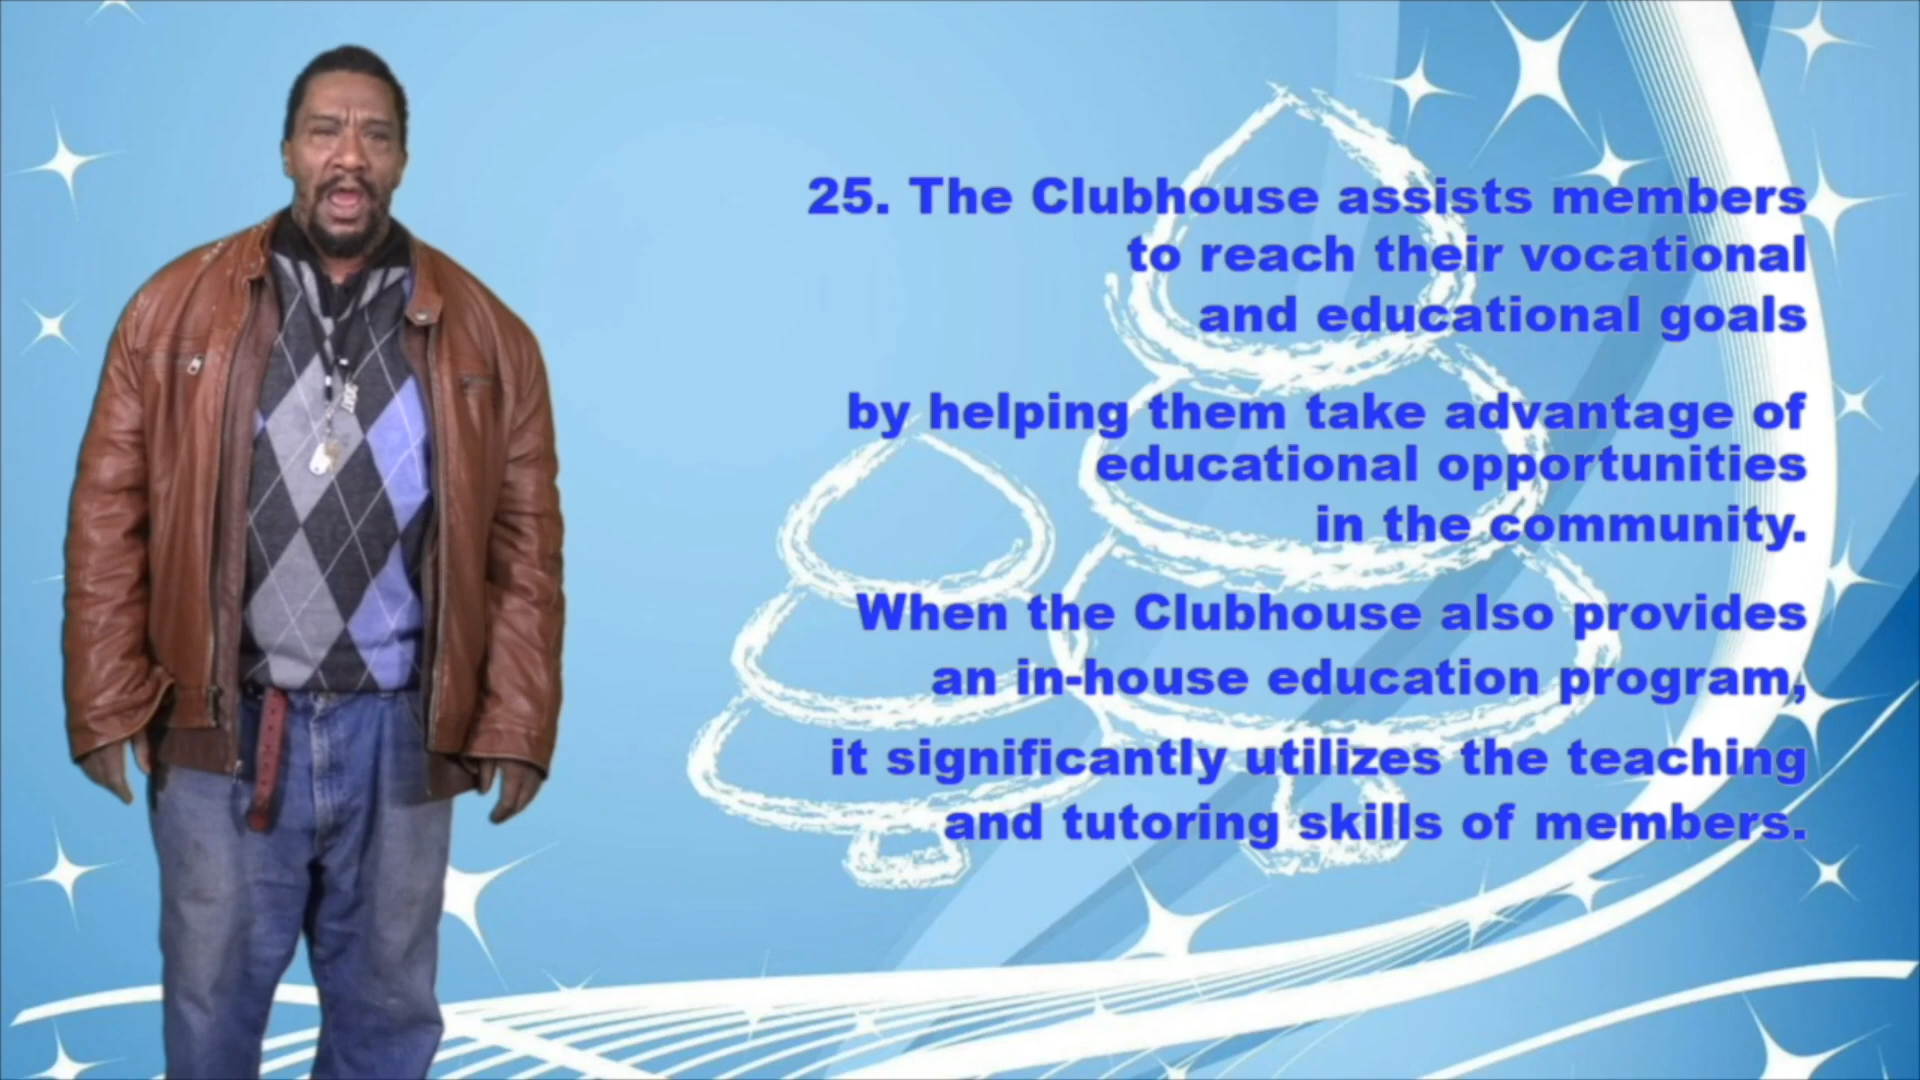 25. The Clubhouse assists members
to reach their vocational
and educational goals
by helping them take advantage of
educational opportunities
in the community.
When the Clubhouse also provides
an in-house education program,
it significantly utilizes the teaching
and tutoring skills of members.